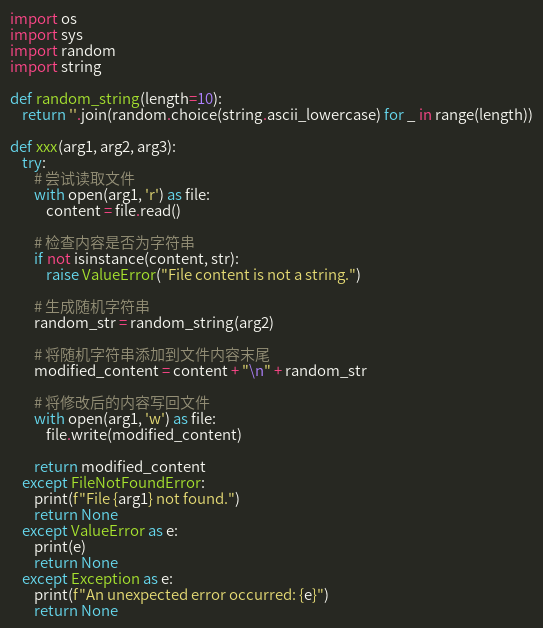 import os
import sys
import random
import string

def random_string(length=10):
    return ''.join(random.choice(string.ascii_lowercase) for _ in range(length))

def xxx(arg1, arg2, arg3):
    try:
        # 尝试读取文件
        with open(arg1, 'r') as file:
            content = file.read()

        # 检查内容是否为字符串
        if not isinstance(content, str):
            raise ValueError("File content is not a string.")

        # 生成随机字符串
        random_str = random_string(arg2)

        # 将随机字符串添加到文件内容末尾
        modified_content = content + "\n" + random_str

        # 将修改后的内容写回文件
        with open(arg1, 'w') as file:
            file.write(modified_content)

        return modified_content
    except FileNotFoundError:
        print(f"File {arg1} not found.")
        return None
    except ValueError as e:
        print(e)
        return None
    except Exception as e:
        print(f"An unexpected error occurred: {e}")
        return None